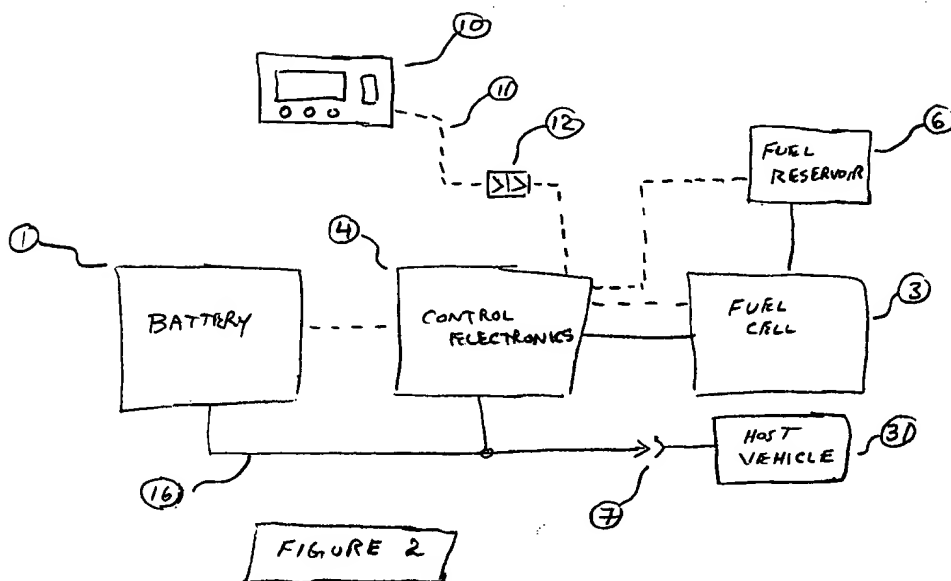 10
11
12
6
FUEL
RESERVOIR
1
4
3
BATTERY
CONTROL
ELECTRONICS
FUEL
CELL
HOST
VEHICLE
31
16
7
FIGURE 2